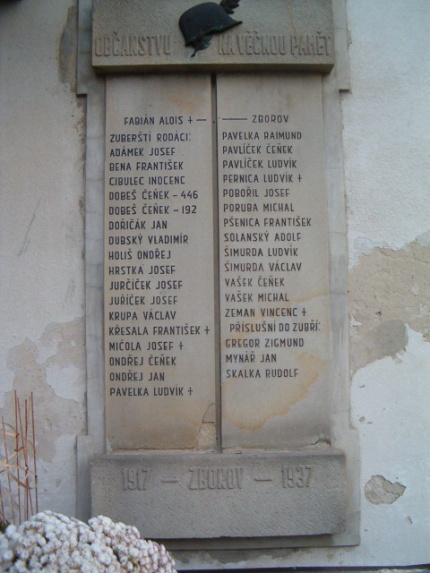 OBČANSTVU NA VĚČNOU PAMĚŤ
FABIÁN ALOIS + — . — ZBOROV
ZUBERŠTÍ RODÁCI:
ADÁMEK JOSEF
BENA FRANTIŠEK
CIBULEC INOCENC
DOBEŠ ČENĚK - 446
DOBEŠ ČENĚK - 192
DOŘIČÁK JAN
DUBSKÝ VLADIMÍR
HOLIŠ ONDŘEJ
HRSTKA JOSEF
JURČÍČEK JOSEF
JUŘÍČEK JOSEF
KRUPA VÁCLAV
KŘESALA FRANTIŠEK +
MIČOLA JOSEF +
ONDŘEJ ČENĚK
ONDŘEJ JAN
PAVELKA LUDVÍK +
PAVELKA RAIMUND
PAVLÍČEK ČENĚK
PAVLÍČEK LUDVÍK
PERNICA LUDVÍK +
POBOŘIL JOSEF
PORUBA MICHAL
PŠENICA FRANTIŠEK
SOLANSKÝ ADOLF
ŠIMURDA LUDVÍK
ŠIMURDA VÁCLAV
VAŠEK ČENĚK
VAŠEK MICHAL
ZEMAN VINCENC +
PŘÍSLUŠNÍ DO ZUBŘÍ:
GREGOR ZIGMUND
MYNÁŘ JAN
SKALKA RUDOLF
1917 — ZBOROV — 1937